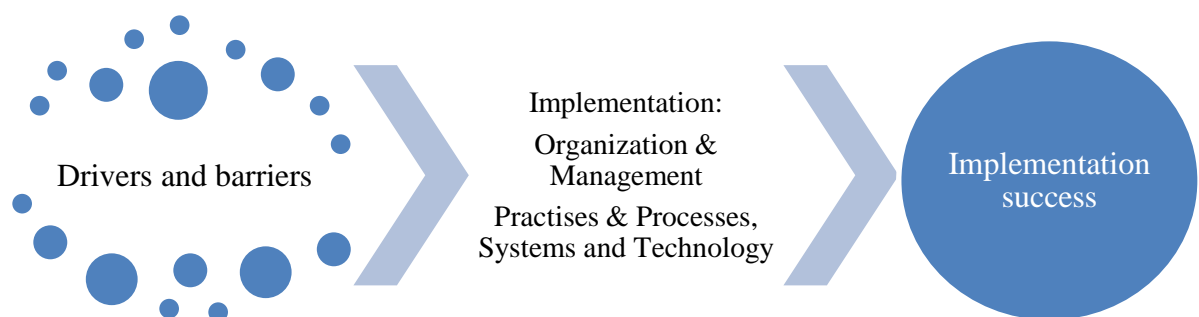 Drivers and barriers
Implementation:
Organization &
Management
Practises & Processes,
Systems and Technology
Implementation
success